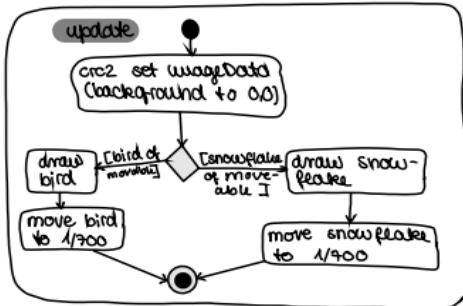 update
crc2 set imageData
(background to 0,0)
[bird of
movable]
[snowflake
of move-
able]
draw
bird
draw snow-
flake
move bird
to 1/700
move snowflake
to 1/700